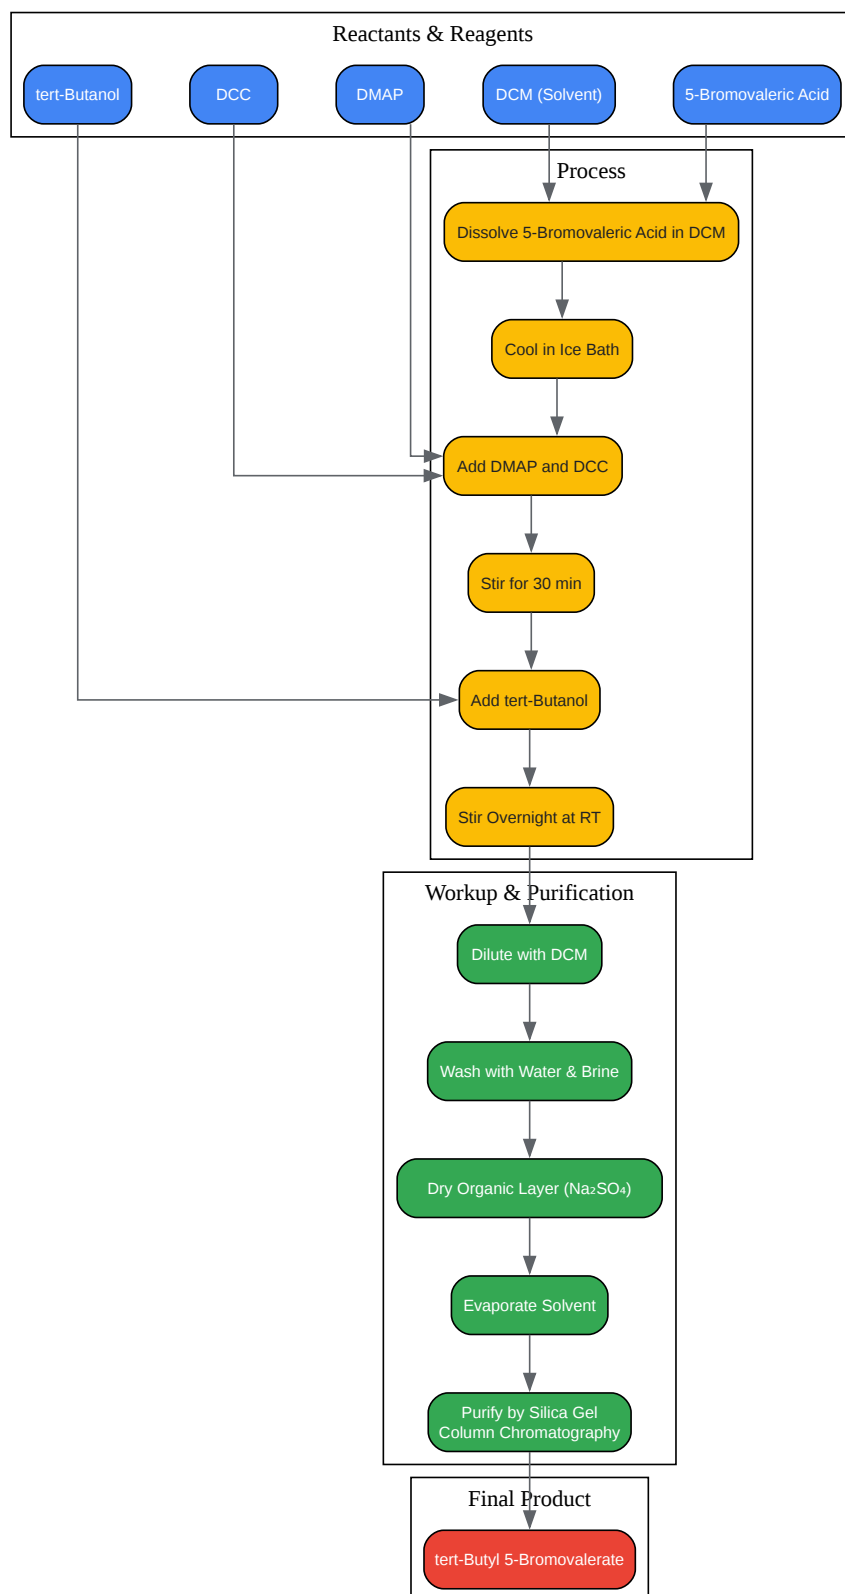 Reactants & Reagents
tert-Butanol
DCC
DMAP
DCM (Solvent)
5-Bromovaleric Acid
Process
Dissolve 5-Bromovaleric Acid in DCM
Cool in Ice Bath
Add DMAP and DCC
Stir for 30 min
Add tert-Butanol
Stir Overnight at RT
Workup & Purification
Dilute with DCM
Wash with Water & Brine
Dry Organic Layer (Na₂SO₄)
Evaporate Solvent
Purify by Silica Gel
Column Chromatography
Final Product
tert-Butyl 5-Bromovalerate